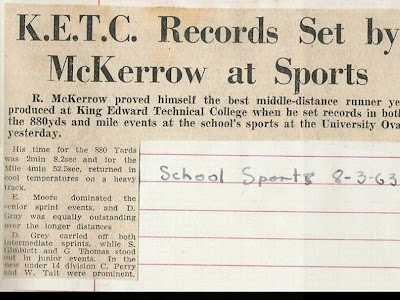 K.E.T.C. Records Set by
McKerrow at Sports
R. McKerrow proved himself the best middle-distance runner ye
produced at King Edward Technical College when he set records in both
the 880yds and mile events at the school's sports at the University Ova
yesterday.
His time for the 880 Yards
was 2min 8.2sec and for the
Mile 4min 52.5sec, returned in
cool temperatures on a heavy
track.
E. Moore dominated the
senior sprint events, and D.
Gray was equally outstanding
over the longer distances
D. Grey carried off both
intermediate sprints, while S.
Gimblett and G Thomas stood
out in junior events. In the
new under 14 division C. Perry
and W. Tait were prominent.
School Sports 8-3-63